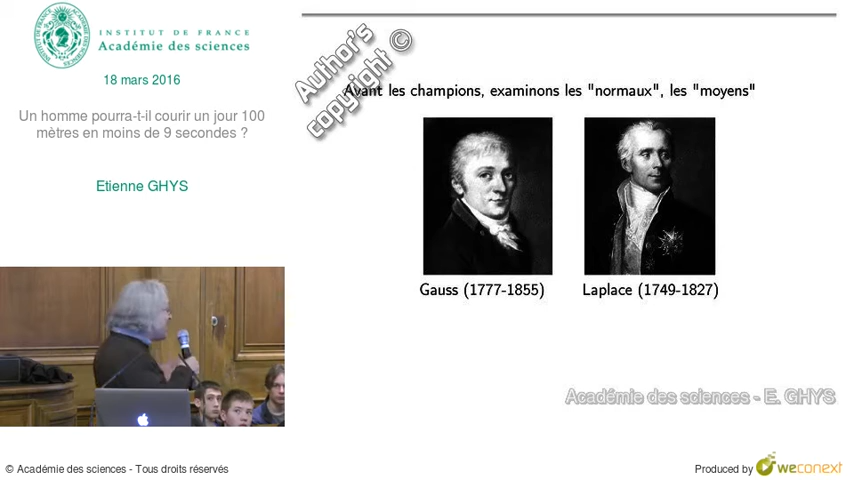 INSTITUT DE FRANCE
Académie des sciences
18 mars 2016
Un homme pourra-t-il courir un jour 100
mètres en moins de 9 secondes ?
Etienne GHYS
Author's
copyright ©
Avant les champions, examinons les "normaux", les "moyens"
Gauss (1777-1855)
Laplace (1749-1827)
Académie des sciences - E. GHYS
© Académie des sciences - Tous droits réservés
Produced by weconext